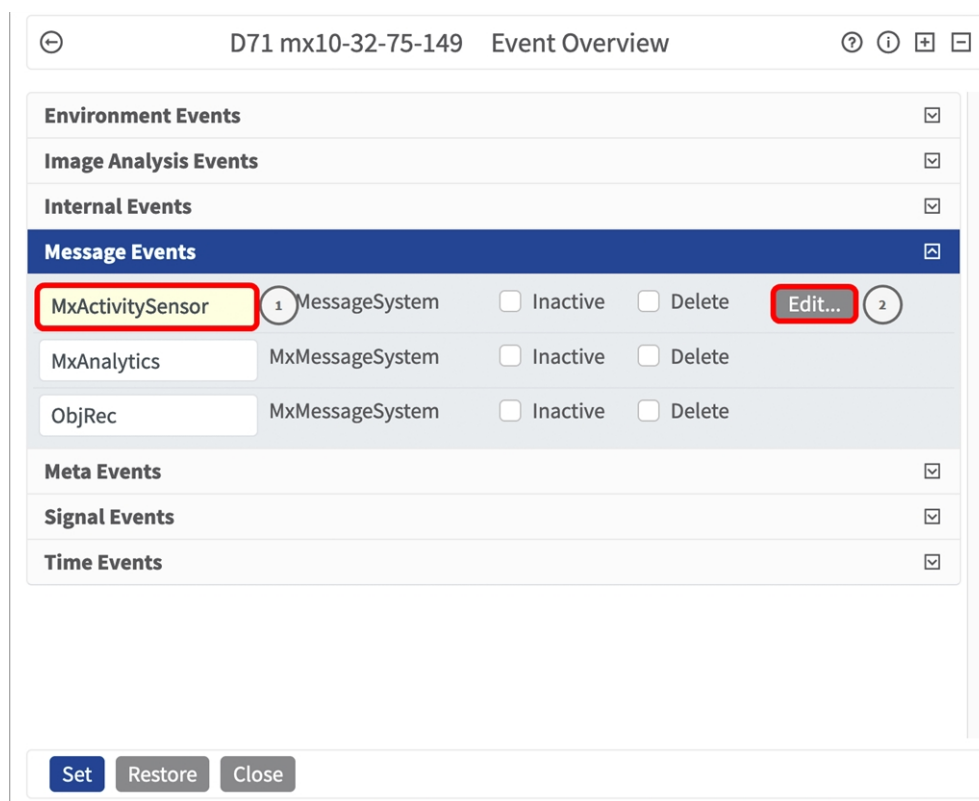 D71 mx10-32-75-149 Event Overview
Environment Events
Image Analysis Events
Internal Events
Message Events
MxActivitySensor 1 MessageSystem Inactive Delete Edit... 2
MxAnalytics MxMessageSystem Inactive Delete
ObjRec MxMessageSystem Inactive Delete
Meta Events
Signal Events
Time Events
Set Restore Close